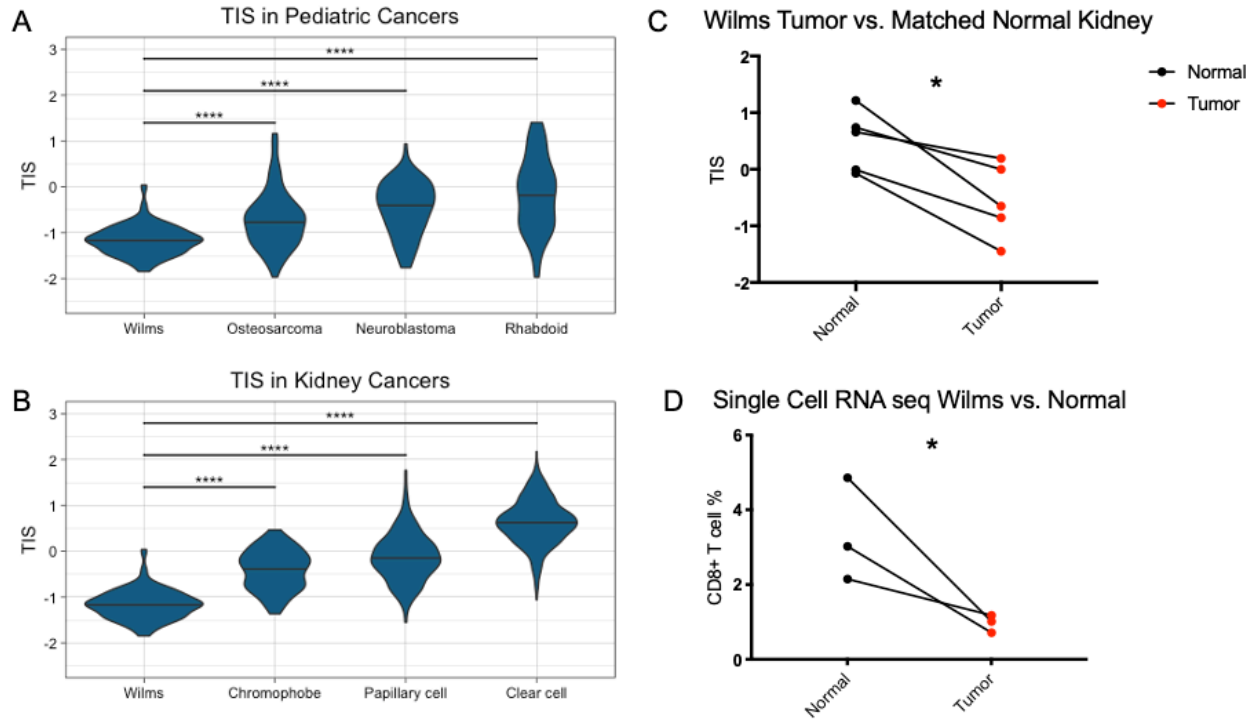 A
TIS in Pediatric Cancers
TIS
3
2
1
0
-1
-2
****
****
****
Wilms
Osteosarcoma
Neuroblastoma
Rhabdoid
B
TIS in Kidney Cancers
TIS
3
2
1
0
-1
-2
****
****
****
Wilms
Chromophobe
Papillary cell
Clear cell
C
Wilms Tumor vs. Matched Normal Kidney
TIS
2
1
0
-1
-2
*
Normal
Tumor
Normal
Tumor
D
Single Cell RNA seq Wilms vs. Normal
CD8+ T cell %
6
4
2
0
*
Normal
Tumor